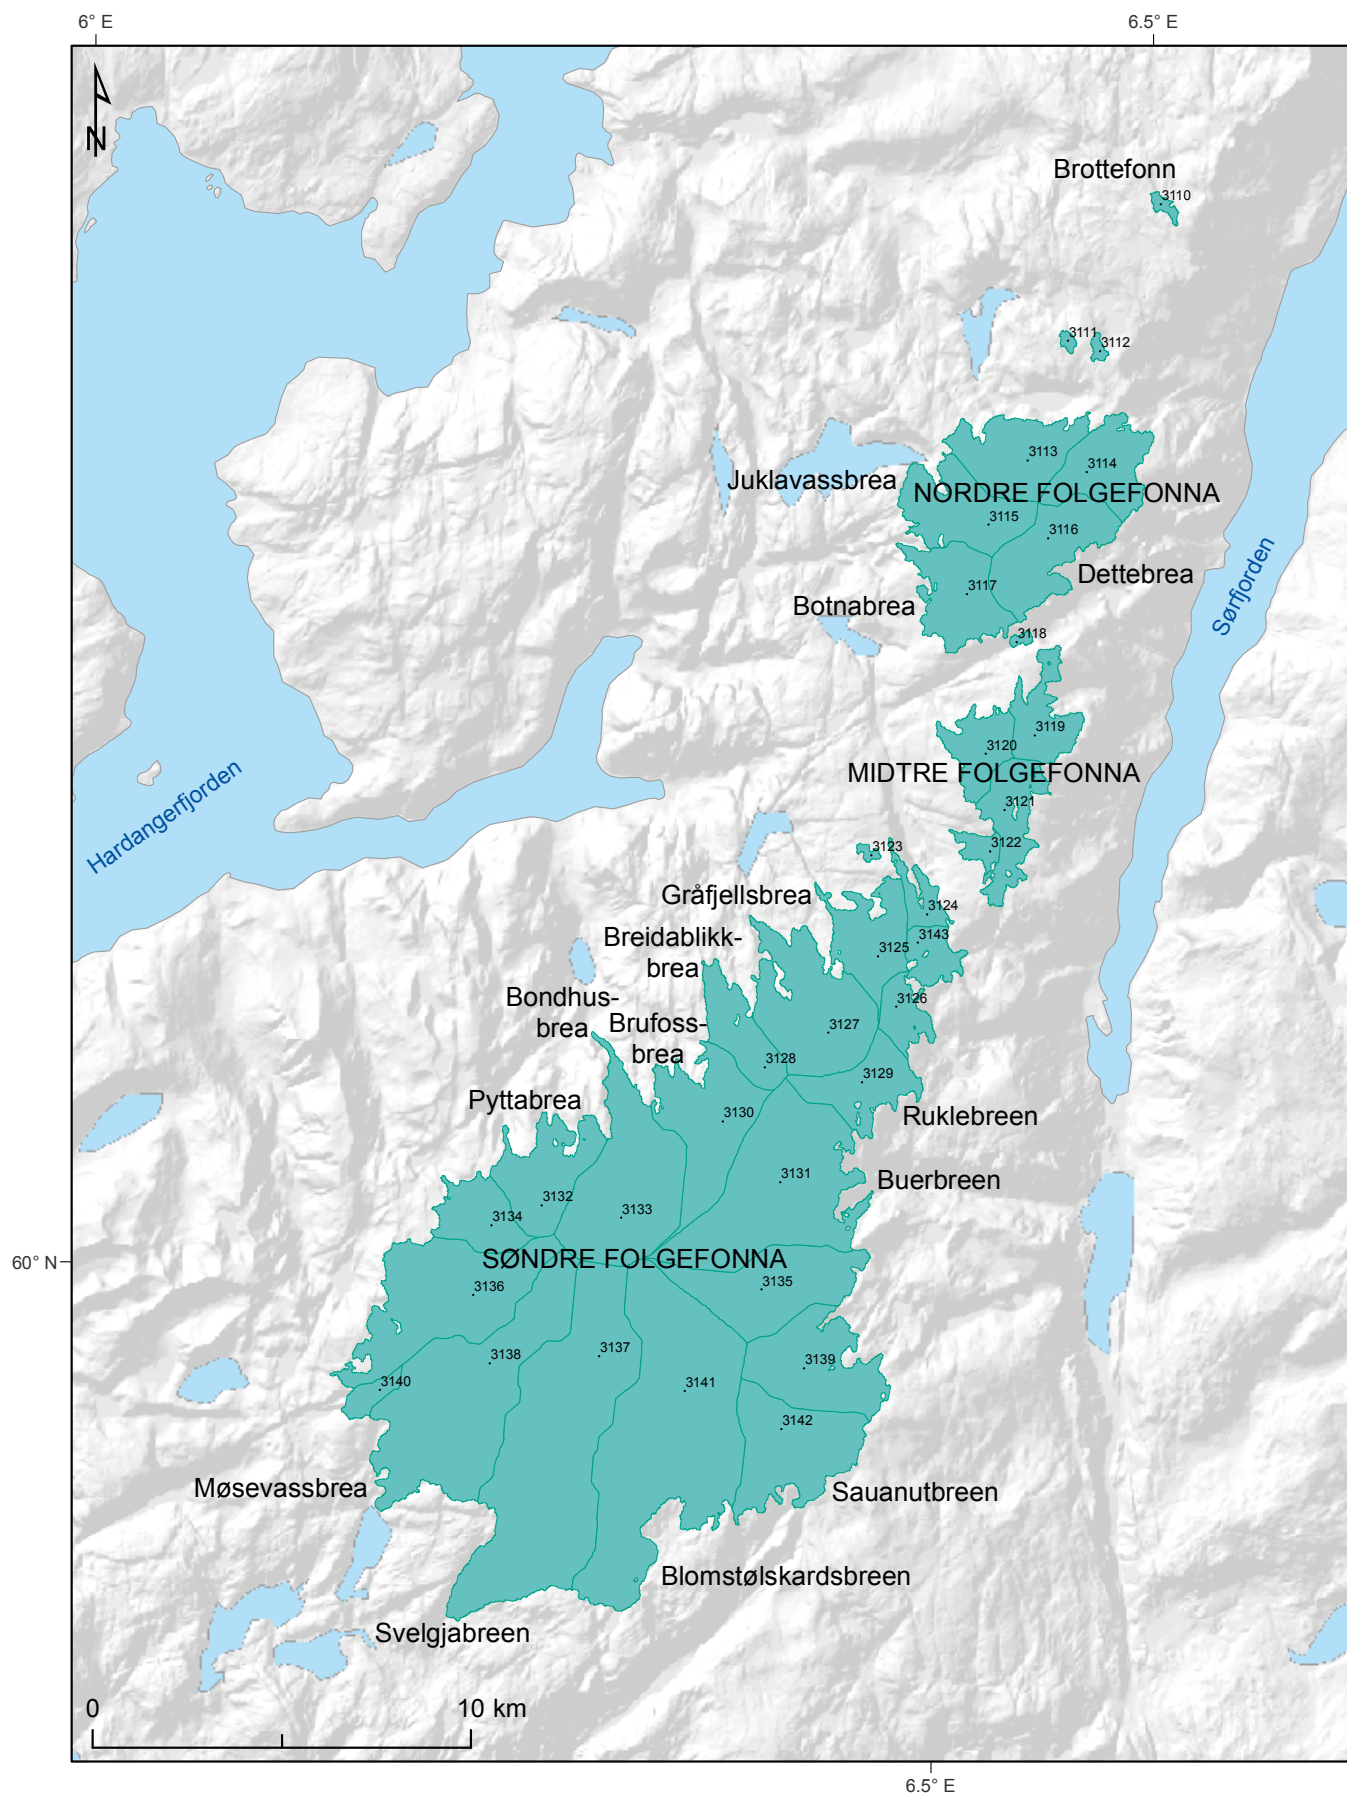 6° E
6.5° E
N
Brottefonn
3110
3111
3112
3113
3114
Juklavassbrea
NORDRE FOLGEFONNA
3115
3116
Dettebrea
3117
Botnabrea
3118
Sørfjorden
3119
3120
MIDTRE FOLGEFONNA
3121
Hardangerfjorden
3122
3123
Gråfjellsbrea
3124
3143
Breidablikk-
brea
3125
Bondhus-
brea
3126
Brufoss-
brea
3127
3128
3129
Pyttabrea
3130
Ruklebreen
3131
Buerbreen
3132
3133
3134
60° N
SØNDRE FOLGEFONNA
3135
3136
3137
3138
3139
3140
3141
3142
Møsevassbrea
Sauanutbreen
Blomstølskardsbreen
Svelgjabreen
0
10 km
6.5° E